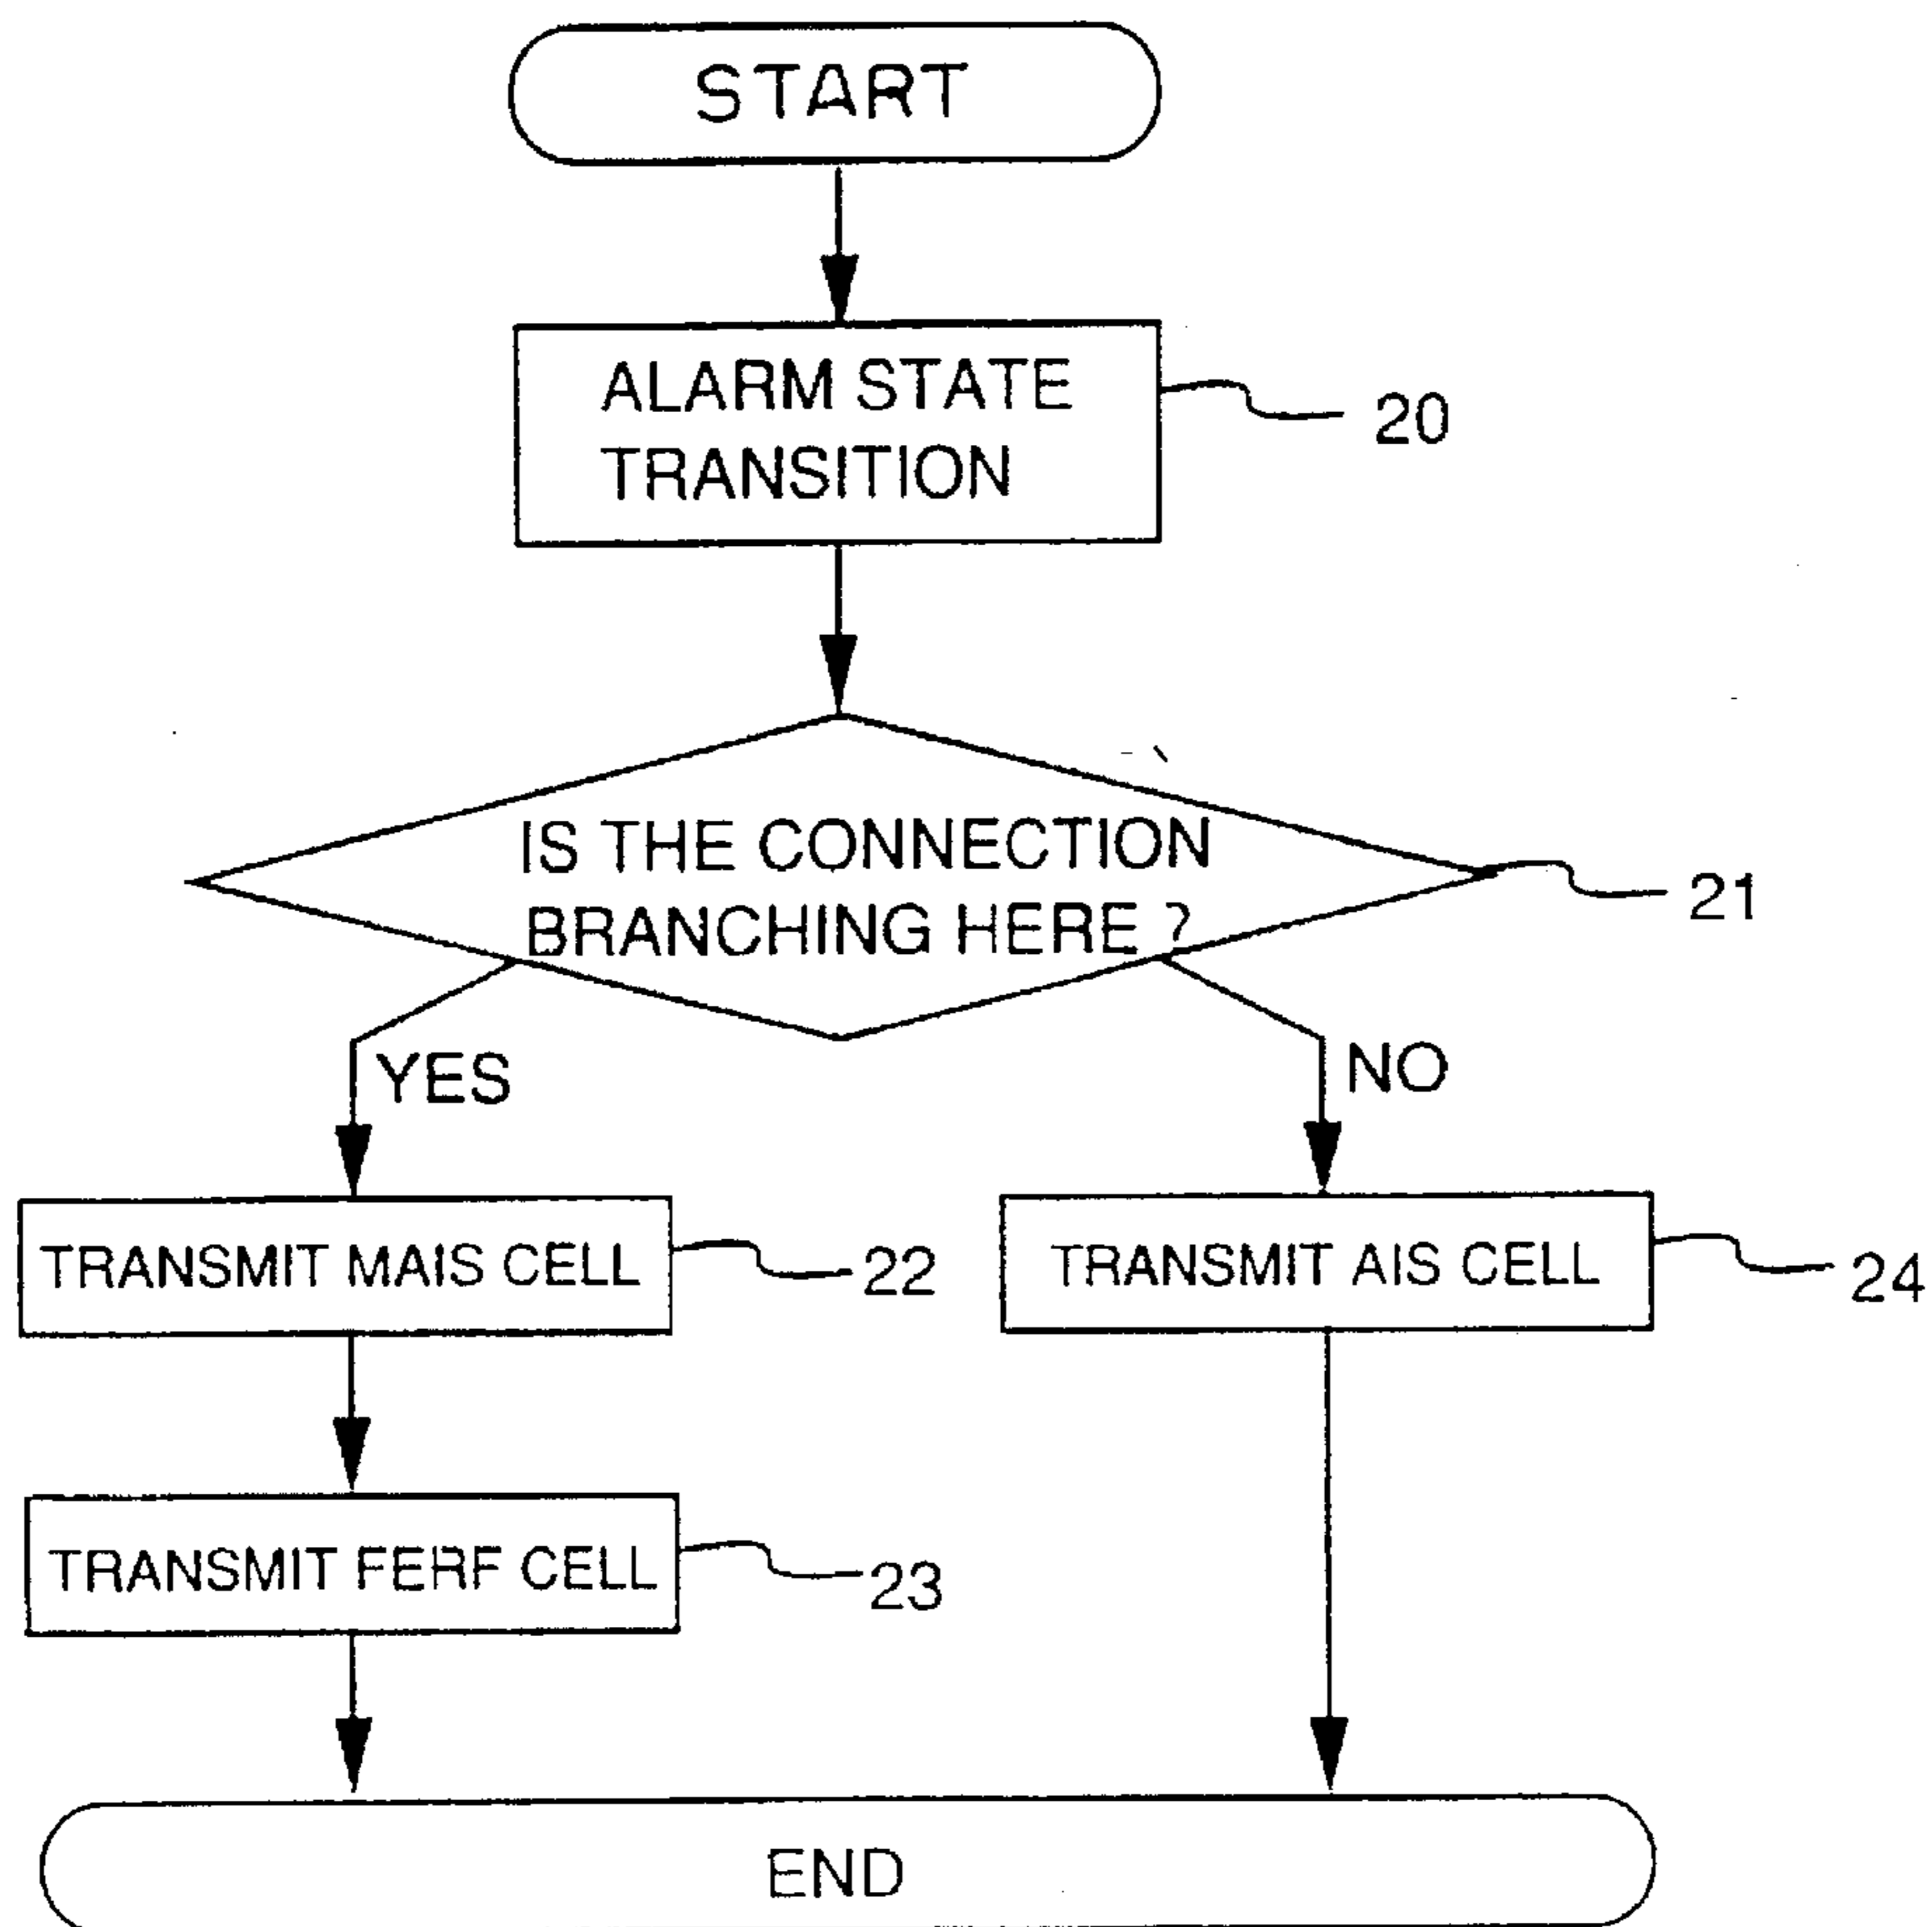 START
ALARM STATE
TRANSITION
20
IS THE CONNECTION
BRANCHING HERE ?
21
YES
NO
TRANSMIT MAIS CELL
22
TRANSMIT AIS CELL
24
TRANSMIT FERF CELL
23
END